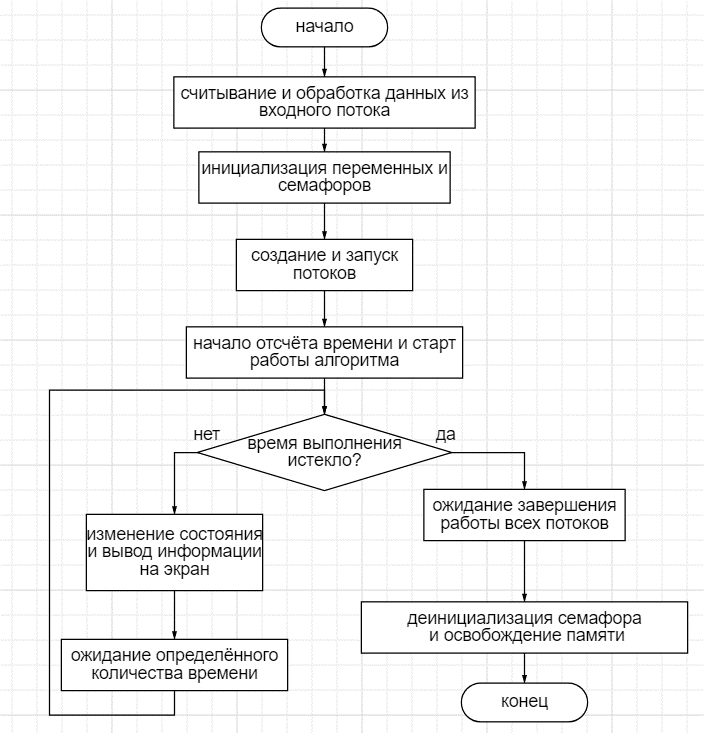 начало
считывание и обработка данных из
входного потока
инициализация переменных и
семафоров
создание и запуск
потоков
начало отсчёта времени и старт
работы алгоритма
нет
время выполнения
истекло?
да
изменение состояния
и вывод информации
на экран
ожидание определённого
количества времени
ожидание завершения
работы всех потоков
деинициализация семафора
и освобождение памяти
конец